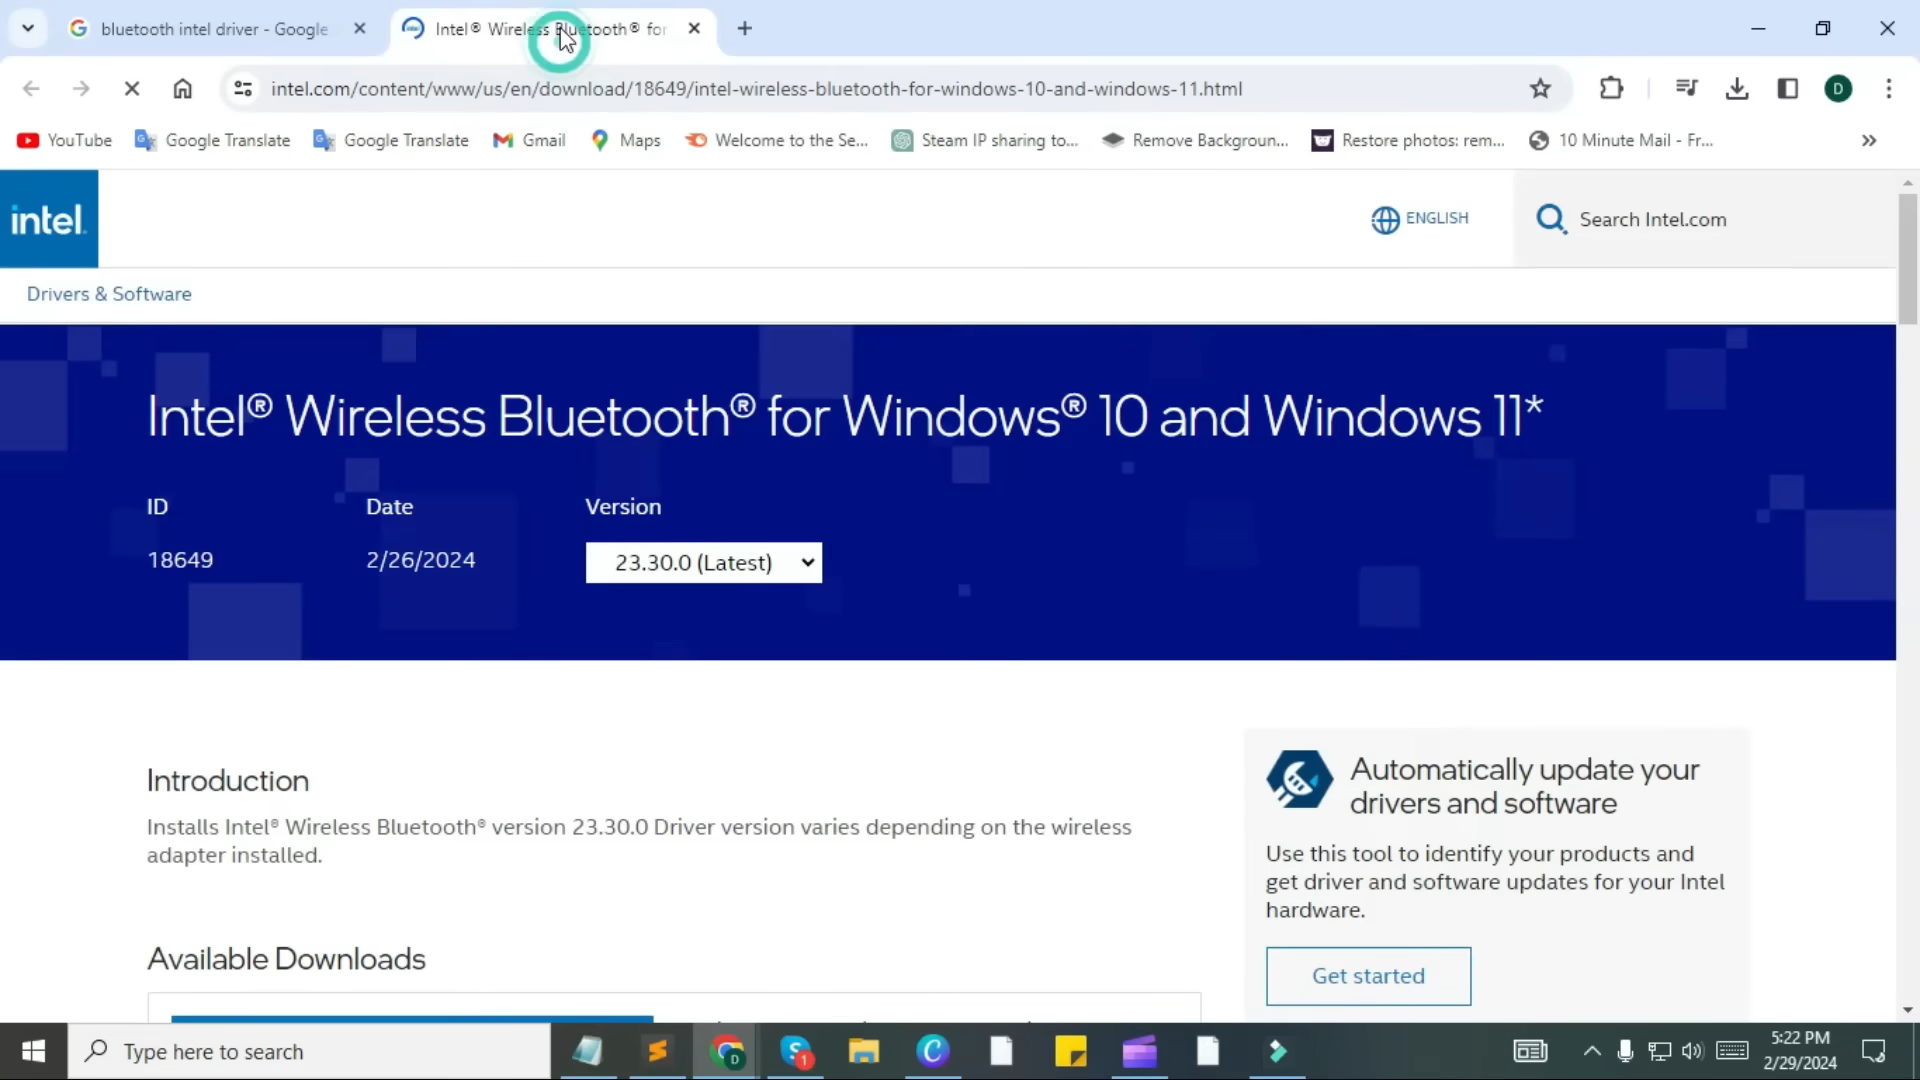 bluetooth intel driver - Google
Intel® Wireless Bluetooth® for
intel.com/content/www/us/en/download/18649/intel-wireless-bluetooth-for-windows-10-and-windows-11.html
D
YouTube
Google Translate
Google Translate
Gmail
Maps
Welcome to the Se...
Steam IP sharing to...
Remove Backgroun...
Restore photos: rem...
10 Minute Mail - Fr...
intel.
ENGLISH
Search Intel.com
Drivers & Software
Intel® Wireless Bluetooth® for Windows® 10 and Windows 11*
ID
Date
Version
18649
2/26/2024
23.30.0 (Latest)
Introduction
Installs Intel® Wireless Bluetooth® version 23.30.0 Driver version varies depending on the wireless
adapter installed.
Automatically update your
drivers and software
Use this tool to identify your products and
get driver and software updates for your Intel
hardware.
Get started
Available Downloads
Type here to search
D
1
5:22 PM
2/29/2024